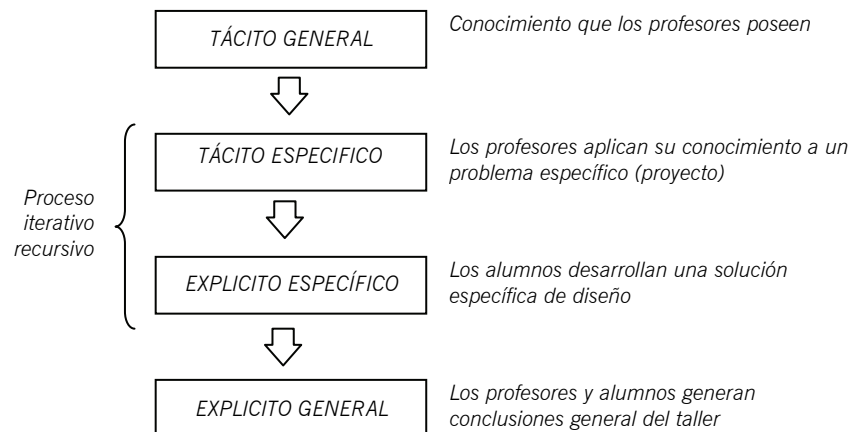 TÁCITO GENERAL
Conocimiento que los profesores poseen
TÁCITO ESPECIFICO
Los profesores aplican su conocimiento a un
problema específico (proyecto)
Proceso
iterativo
recursivo
EXPLICITO ESPECÍFICO
Los alumnos desarrollan una solución
específica de diseño
EXPLICITO GENERAL
Los profesores y alumnos generan
conclusiones general del taller